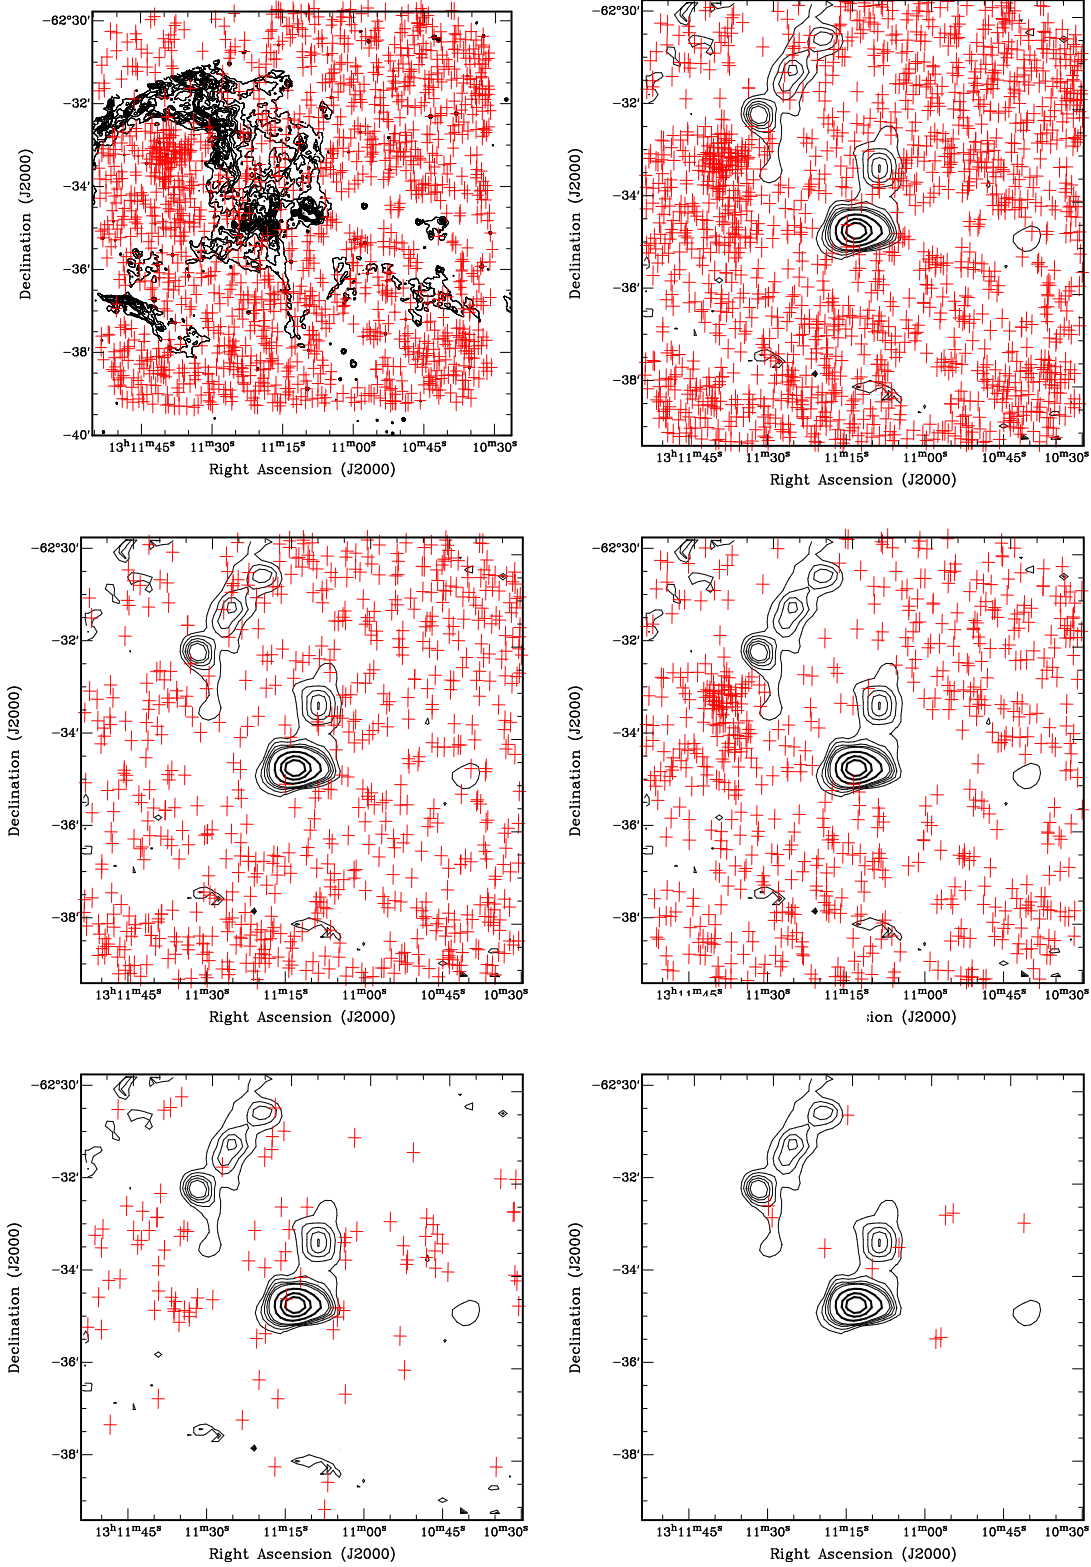 −62°30′
−32′
−34′
−36′
−38′
−40′
Declination (J2000)
13ʰ11ᵐ45ˢ 11ᵐ30ˢ 11ᵐ15ˢ 11ᵐ00ˢ 10ᵐ45ˢ 10ᵐ30ˢ
Right Ascension (J2000)
−62°30′
−32′
−34′
−36′
−38′
Declination (J2000)
13ʰ11ᵐ45ˢ 11ᵐ30ˢ 11ᵐ15ˢ 11ᵐ00ˢ 10ᵐ45ˢ 10ᵐ30ˢ
Right Ascension (J2000)
−62°30′
−32′
−34′
−36′
−38′
Declination (J2000)
13ʰ11ᵐ45ˢ 11ᵐ30ˢ 11ᵐ15ˢ 11ᵐ00ˢ 10ᵐ45ˢ 10ᵐ30ˢ
Right Ascension (J2000)
−62°30′
−32′
−34′
−36′
−38′
Declination (J2000)
13ʰ11ᵐ45ˢ 11ᵐ30ˢ 11ᵐ15ˢ 11ᵐ00ˢ 10ᵐ45ˢ 10ᵐ30ˢ
ion (J2000)
−62°30′
−32′
−34′
−36′
−38′
Declination (J2000)
13ʰ11ᵐ45ˢ 11ᵐ30ˢ 11ᵐ15ˢ 11ᵐ00ˢ 10ᵐ45ˢ 10ᵐ30ˢ
Right Ascension (J2000)
−62°30′
−32′
−34′
−36′
−38′
Declination (J2000)
13ʰ11ᵐ45ˢ 11ᵐ30ˢ 11ᵐ15ˢ 11ᵐ00ˢ 10ᵐ45ˢ 10ᵐ30ˢ
Right Ascension (J2000)